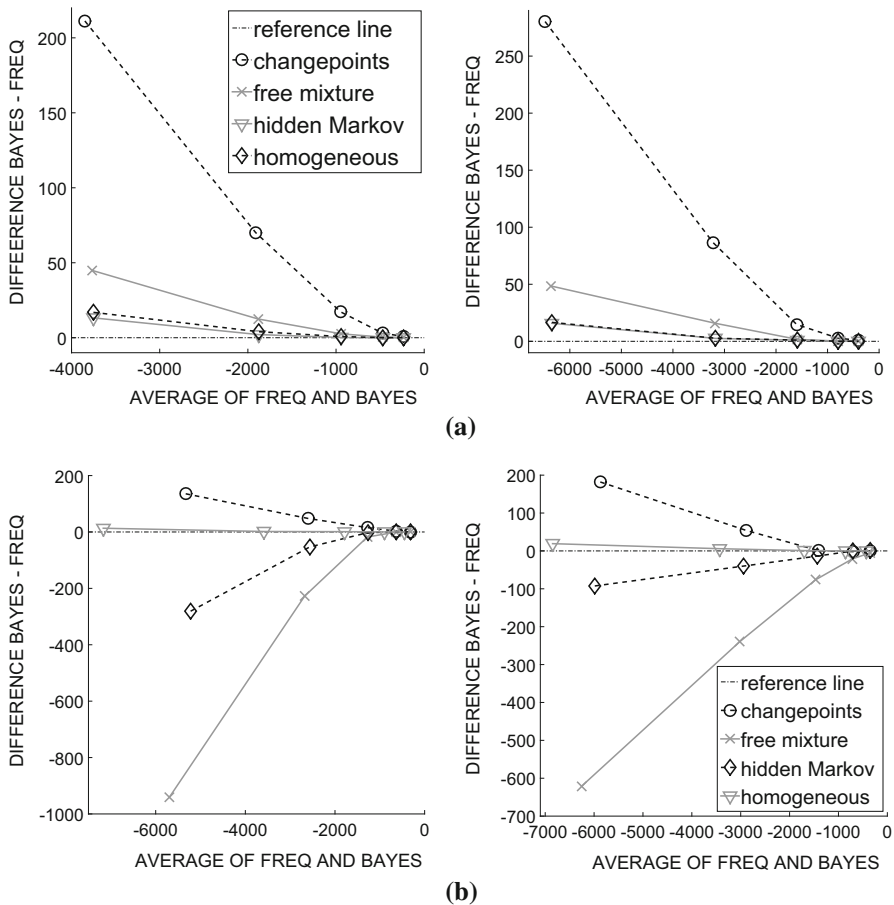 DIFFEERENCE BAYES - FREQ
200
150
100
50
0
-4000 -3000 -2000 -1000 0
AVERAGE OF FREQ AND BAYES
reference line
changepoints
free mixture
hidden Markov
homogeneous
DIFFERENCE BAYES - FREQ
250
200
150
100
50
0
-6000 -5000 -4000 -3000 -2000 -1000 0
AVERAGE OF FREQ AND BAYES
(a)
DIFFERENCE BAYES - FREQ
200
0
-200
-400
-600
-800
-1000
-6000 -4000 -2000 0
AVERAGE OF FREQ AND BAYES
DIFFERENCE BAYES - FREQ
200
100
0
-100
-200
-300
-400
-500
-600
-700
reference line
changepoints
free mixture
hidden Markov
homogeneous
-7000 -6000 -5000 -4000 -3000 -2000 -1000 0
AVERAGE OF FREQ AND BAYES
(b)